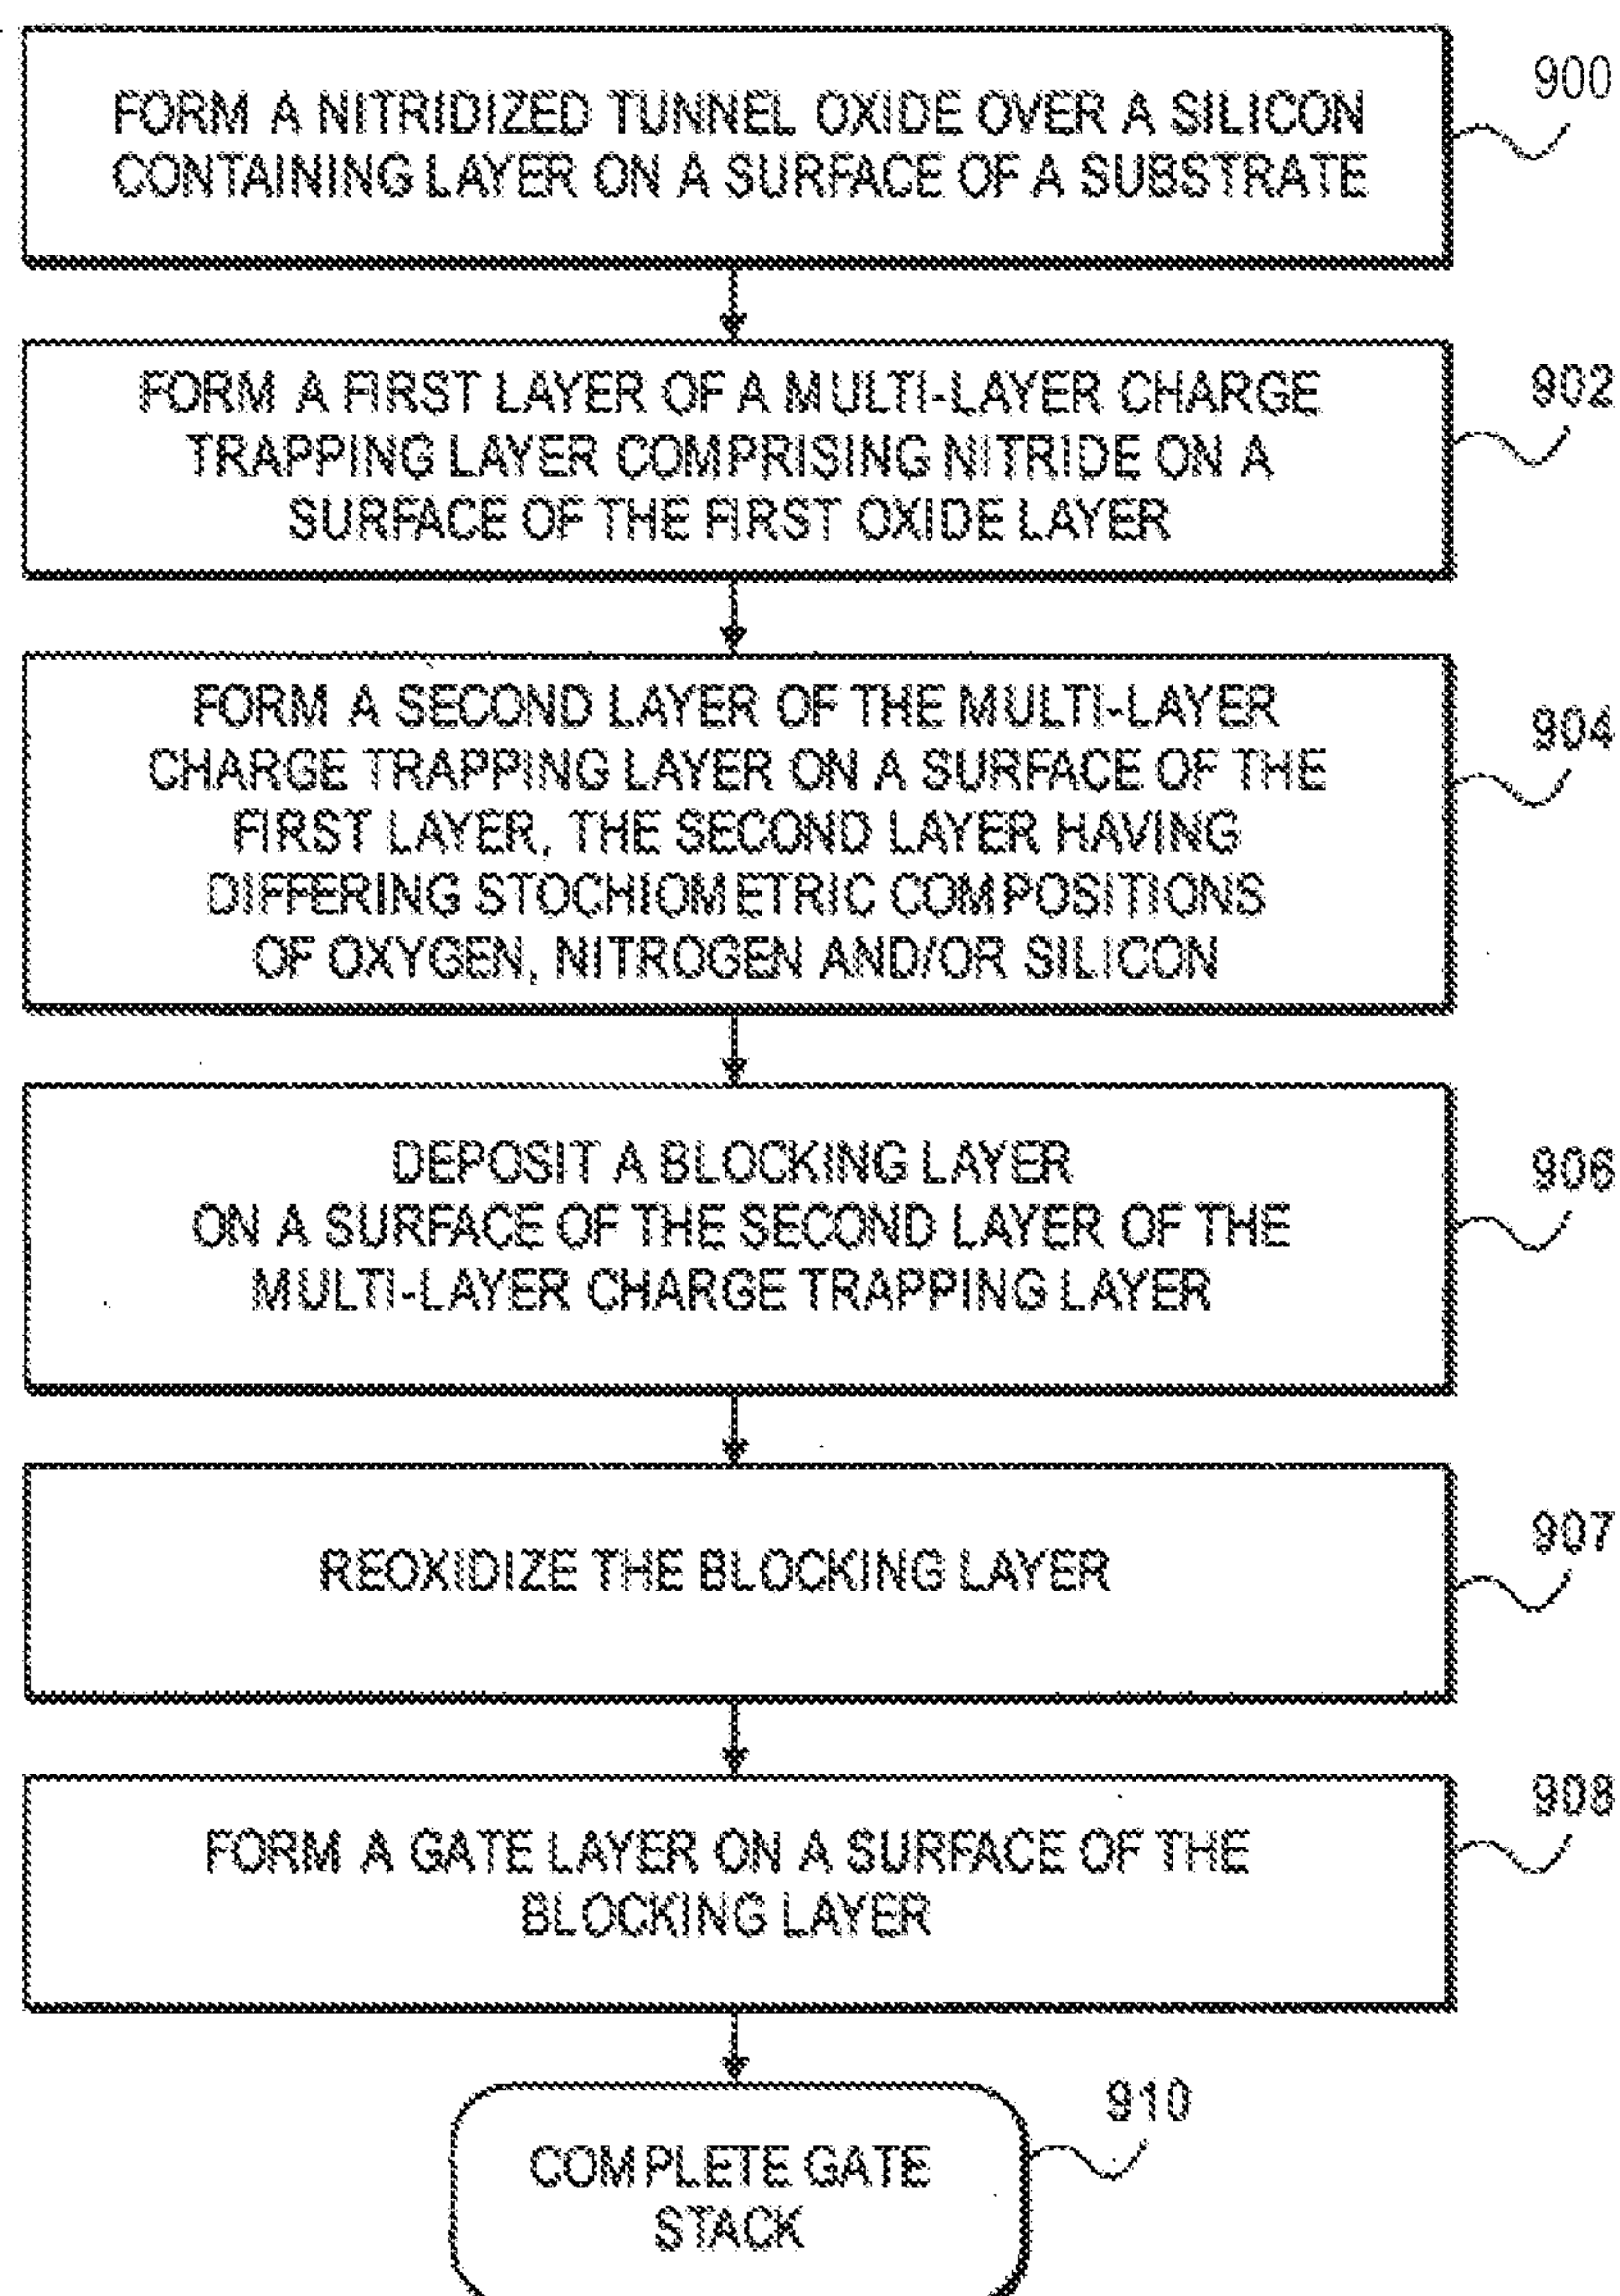 900
FORM A NITRIDIZED TUNNEL OXIDE OVER A SILICON
CONTAINING LAYER ON A SURFACE OF A SUBSTRATE
902
FORM A FIRST LAYER OF A MULTI-LAYER CHARGE
TRAPPING LAYER COMPRISING NITRIDE ON A
SURFACE OF THE FIRST OXIDE LAYER
904
FORM A SECOND LAYER OF THE MULTI-LAYER
CHARGE TRAPPING LAYER ON A SURFACE OF THE
FIRST LAYER, THE SECOND LAYER HAVING
DIFFERING STOCHIOMETRIC COMPOSITIONS
OF OXYGEN, NITROGEN AND/OR SILICON
906
DEPOSIT A BLOCKING LAYER
ON A SURFACE OF THE SECOND LAYER OF THE
MULTI-LAYER CHARGE TRAPPING LAYER
907
REOXIDIZE THE BLOCKING LAYER
908
FORM A GATE LAYER ON A SURFACE OF THE
BLOCKING LAYER
910
COMPLETE GATE
STACK